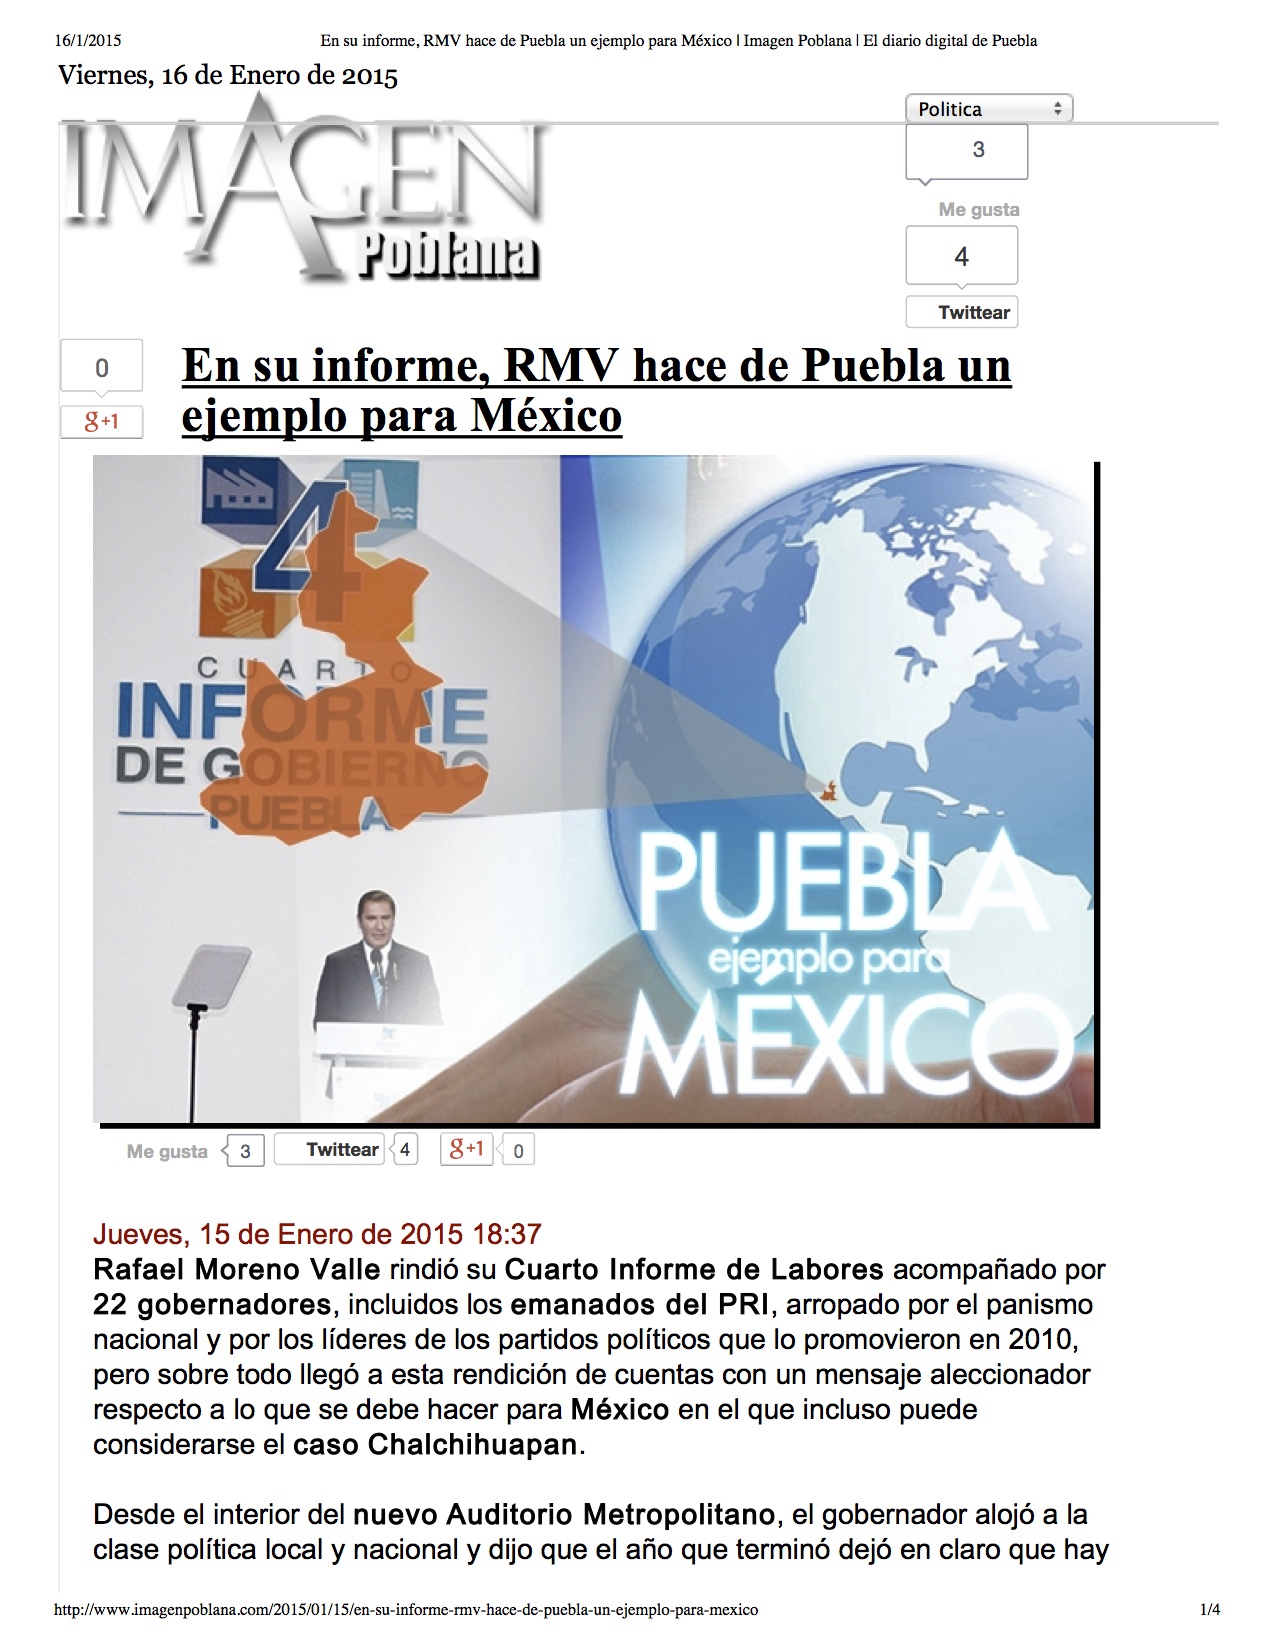 16/1/2015 En su informe, RMV hace de Puebla un ejemplo para México | Imagen Poblana | El diario digital de Puebla
Viernes, 16 de Enero de 2015
IMAGEN
Poblana
Politica
3
Me gusta
4
Twittear
0
g+1
En su informe, RMV hace de Puebla un
ejemplo para México
4
CUARTO
INFORME
DE GOBIERNO
PUEBLA
PUEBLA
ejemplo para
MÉXICO
Me gusta 3 Twittear 4 g+1 0
Jueves, 15 de Enero de 2015 18:37
Rafael Moreno Valle rindió su Cuarto Informe de Labores acompañado por
22 gobernadores, incluidos los emanados del PRI, arropado por el panismo
nacional y por los líderes de los partidos políticos que lo promovieron en 2010,
pero sobre todo llegó a esta rendición de cuentas con un mensaje aleccionador
respecto a lo que se debe hacer para México en el que incluso puede
considerarse el caso Chalchihuapan.
Desde el interior del nuevo Auditorio Metropolitano, el gobernador alojó a la
clase política local y nacional y dijo que el año que terminó dejó en claro que hay
http://www.imagenpoblana.com/2015/01/15/en-su-informe-rmv-hace-de-puebla-un-ejemplo-para-mexico 1/4